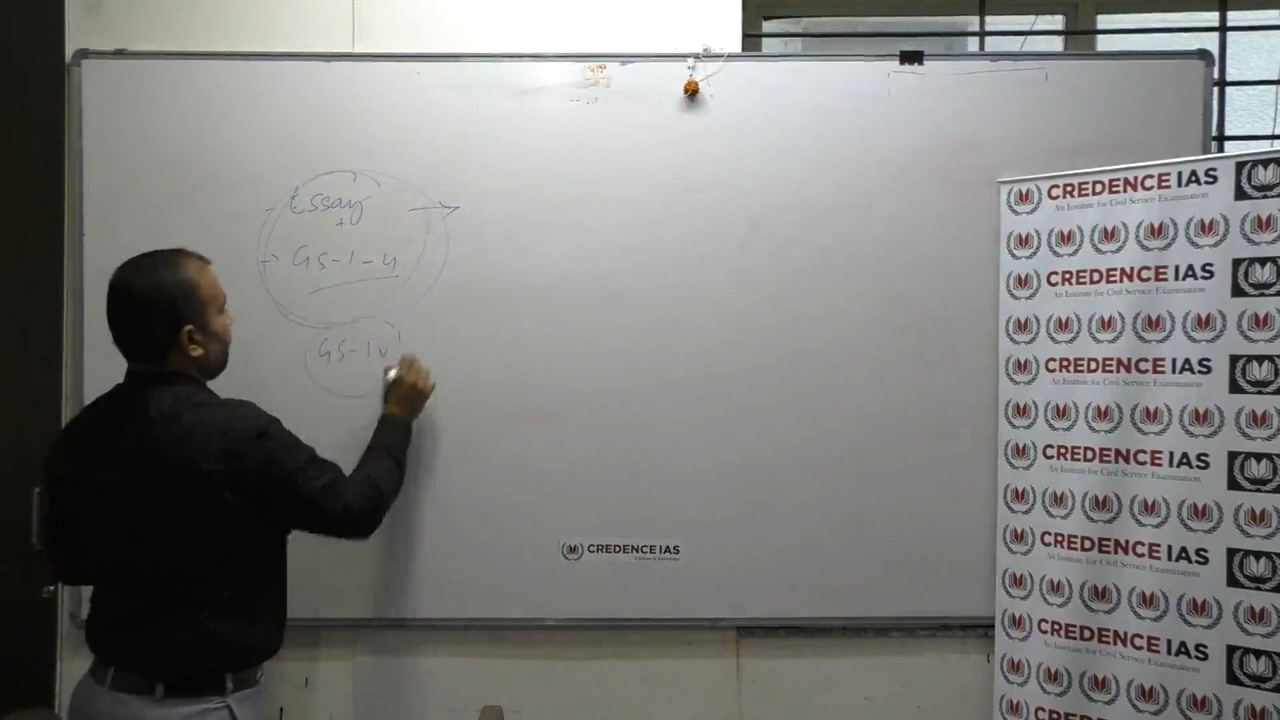 - Essay →
+
→ GS-1-4
GS-IV
CREDENCE IAS
CREDENCE IAS
An Institute for Civil Service Examination
CREDENCE IAS
An Institute for Civil Service Examination
CREDENCE IAS
An Institute for Civil Service Examination
CREDENCE IAS
An Institute for Civil Service Examination
CREDENCE IAS
An Institute for Civil Service Examination
CREDENCE IAS
An Institute for Civil Service Examination
CREDENCE IAS